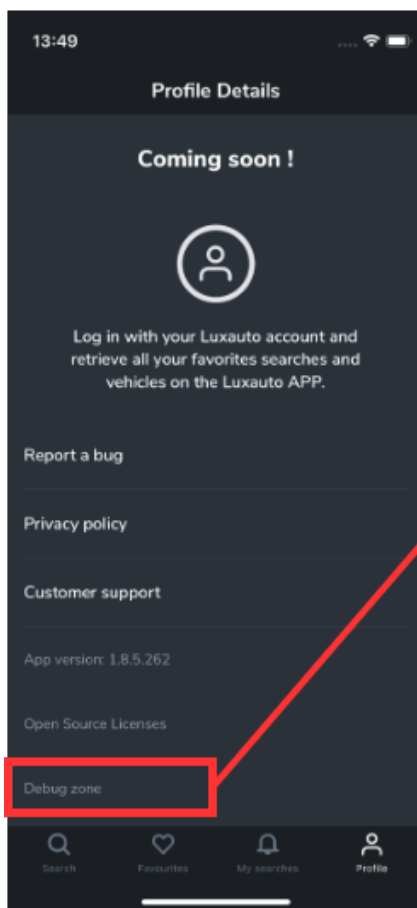 13:49
Profile Details
Coming soon !
Log in with your Luxauto account and
retrieve all your favorites searches and
vehicles on the Luxauto APP.
Report a bug
Privacy policy
Customer support
App version: 1.8.5.262
Open Source Licenses
Debug zone
Search
Favourites
My searches
Profile